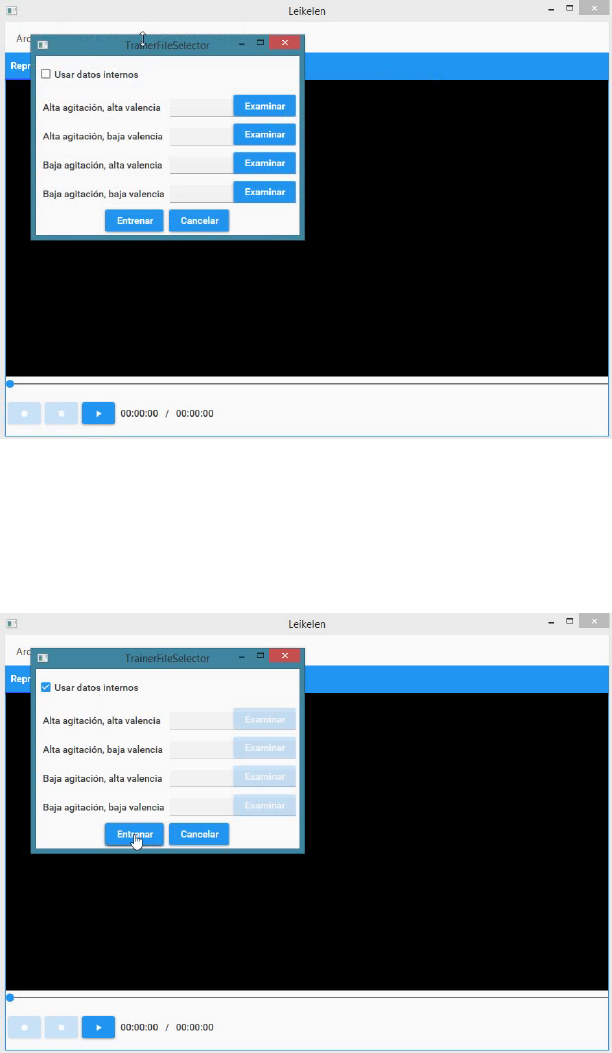 Leikelen
Arc
TrainerFileSelector
Repr
Usar datos internos
Alta agitación, alta valencia Examinar
Alta agitación, baja valencia Examinar
Baja agitación, alta valencia Examinar
Baja agitación, baja valencia Examinar
Entrenar Cancelar
00:00:00 / 00:00:00
Leikelen
Arc
TrainerFileSelector
Repr
Usar datos internos
Alta agitación, alta valencia Examinar
Alta agitación, baja valencia Examinar
Baja agitación, alta valencia Examinar
Baja agitación, baja valencia Examinar
Entrenar Cancelar
00:00:00 / 00:00:00